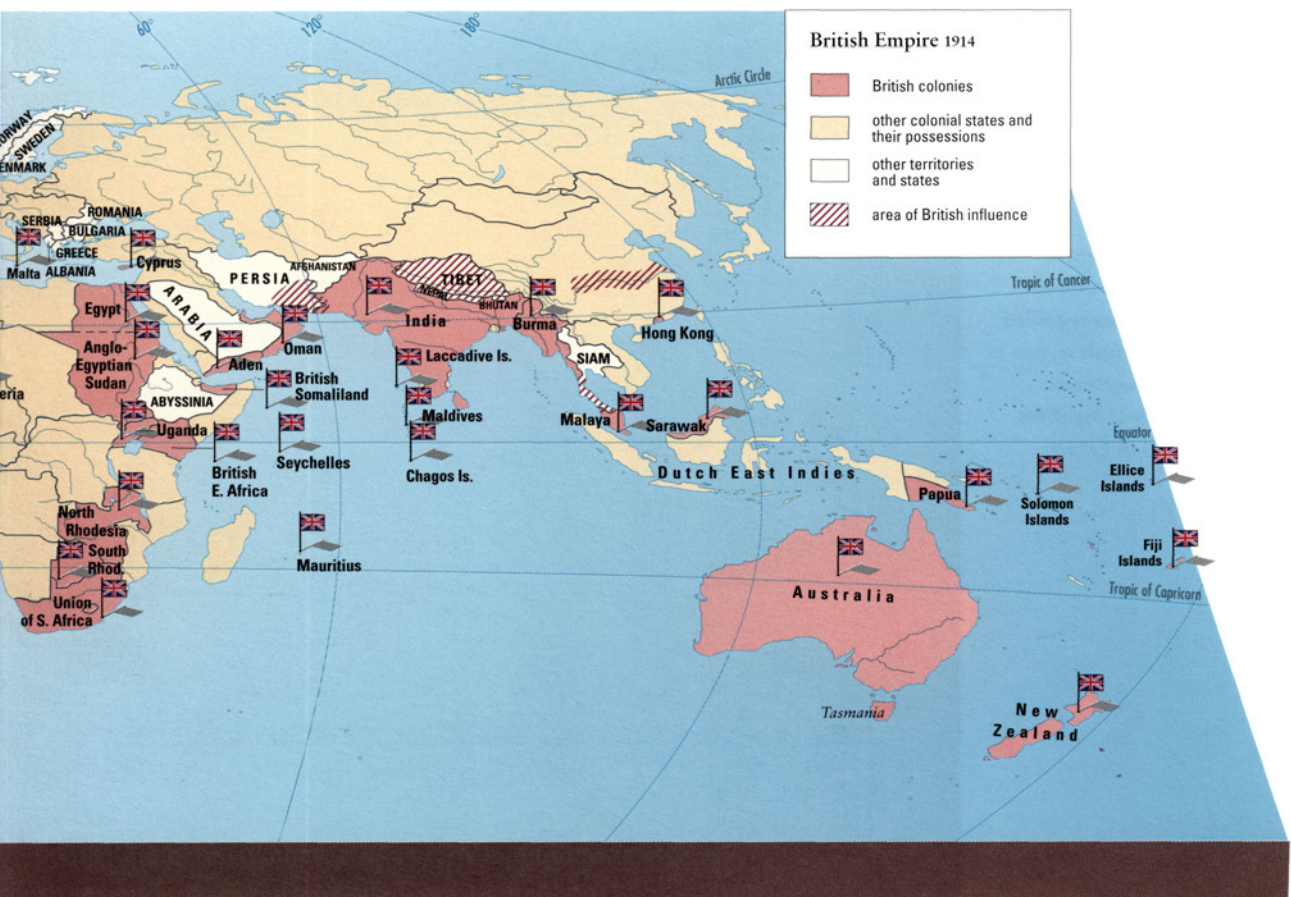 60°
120°
180°
Arctic Circle
British Empire 1914
British colonies
other colonial states and
their possessions
other territories
and states
area of British influence
NORWAY
SWEDEN
DENMARK
SERBIA
ROMANIA
BULGARIA
GREECE
Malta
ALBANIA
Cyprus
PERSIA
AFGHANISTAN
TIBET
NEPAL
BHUTAN
Tropic of Cancer
Egypt
ARABIA
India
Burma
Hong Kong
Anglo-
Egyptian
Sudan
Aden
Oman
Laccadive Is.
SIAM
eria
ABYSSINIA
British
Somaliland
Maldives
Malaya
Sarawak
Uganda
British
E. Africa
Seychelles
Chagos Is.
Equator
Dutch East Indies
Papua
Solomon
Islands
Ellice
Islands
North
Rhodesia
South
Rhod.
Mauritius
Fiji
Islands
Union
of S. Africa
Australia
Tropic of Capricorn
Tasmania
New
Zealand